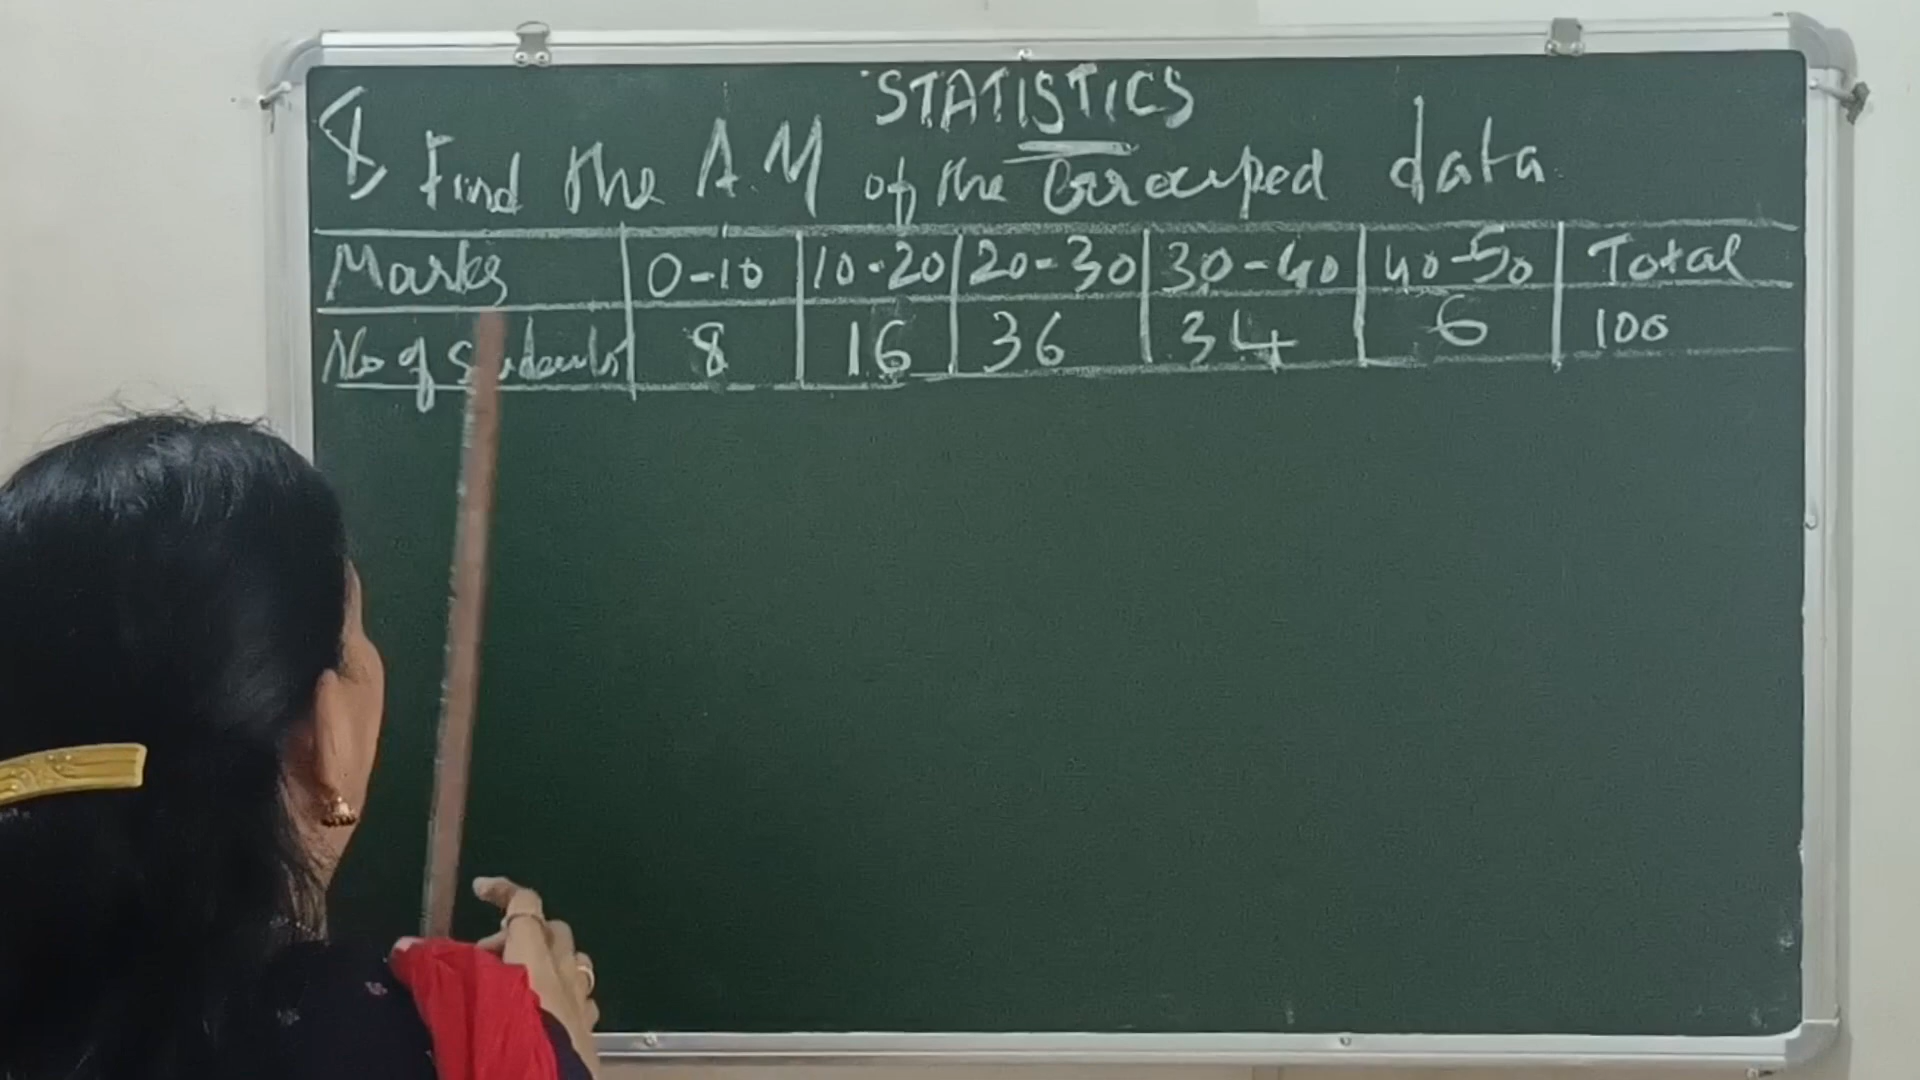 STATISTICS
Q, Find the A.M of the Grouped data
Marks 0-10 10-20 20-30 30-40 40-50 Total
No of Students 8 16 36 34 6 100